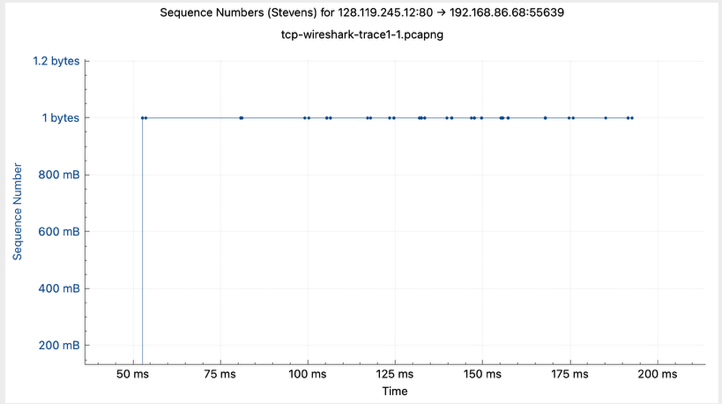 Sequence Numbers (Stevens) for 128.119.245.12:80 → 192.168.86.68:55639
tcp-wireshark-trace1-1.pcapng
1.2 bytes
1 bytes
800 mB
600 mB
400 mB
200 mB
Sequence Number
50 ms 75 ms 100 ms 125 ms 150 ms 175 ms 200 ms
Time